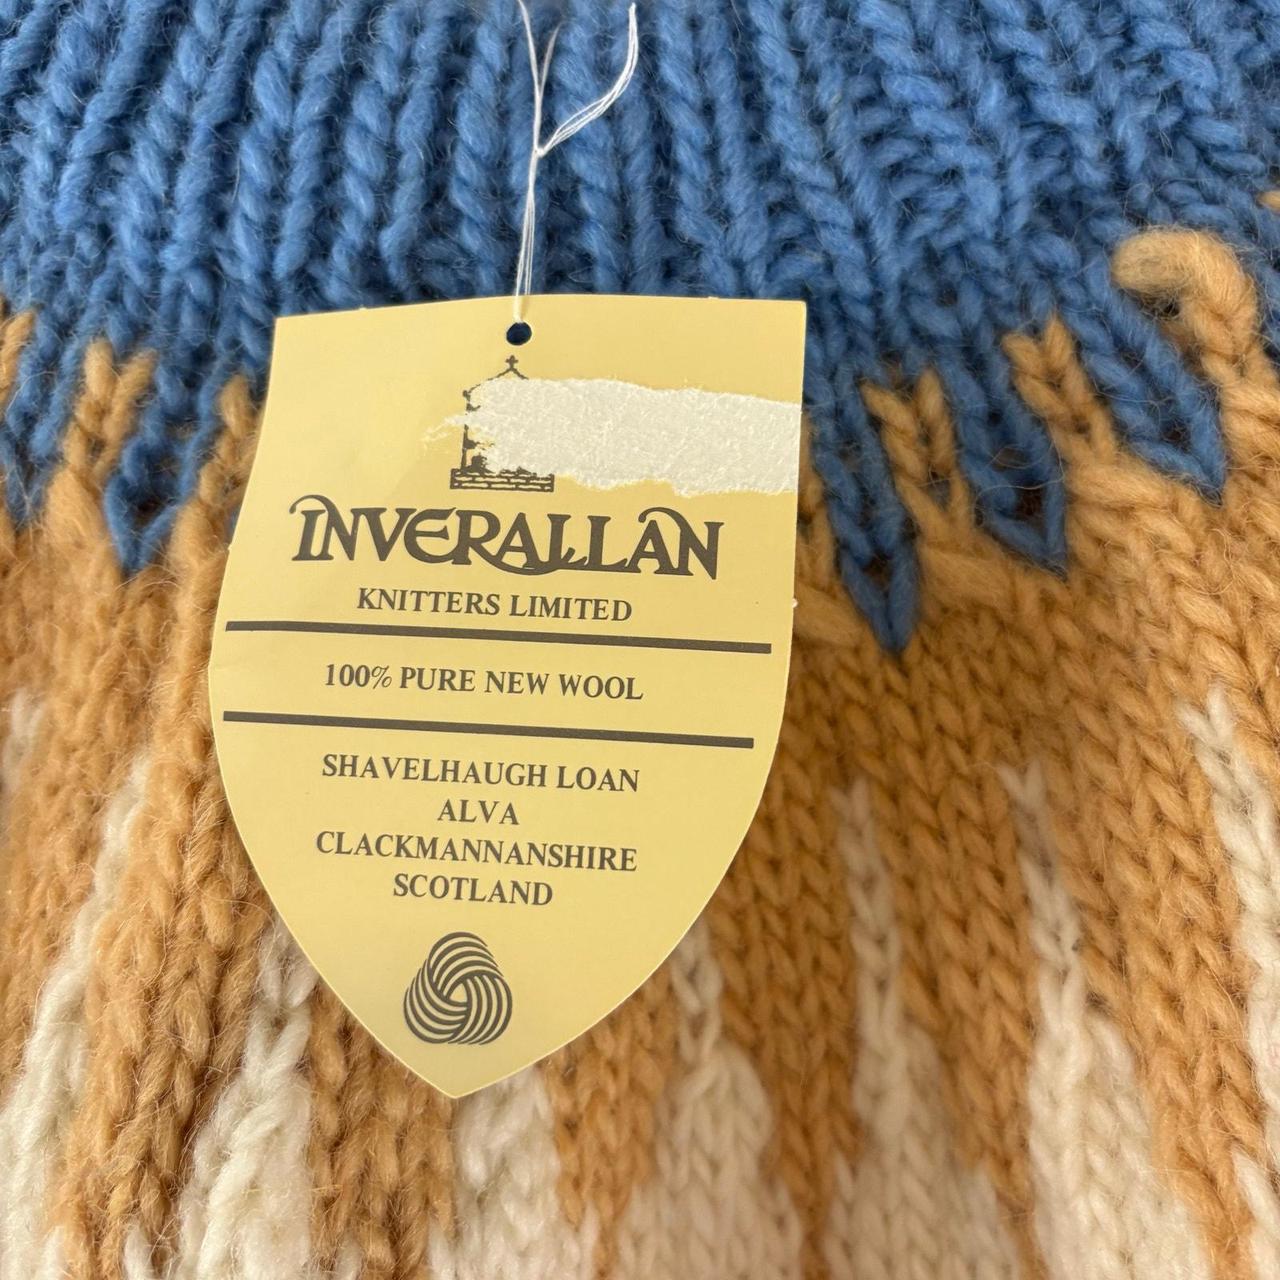 INVERALLAN
KNITTERS LIMITED
100% PURE NEW WOOL
SHAVELHAUGH LOAN
ALVA
CLACKMANNANSHIRE
SCOTLAND